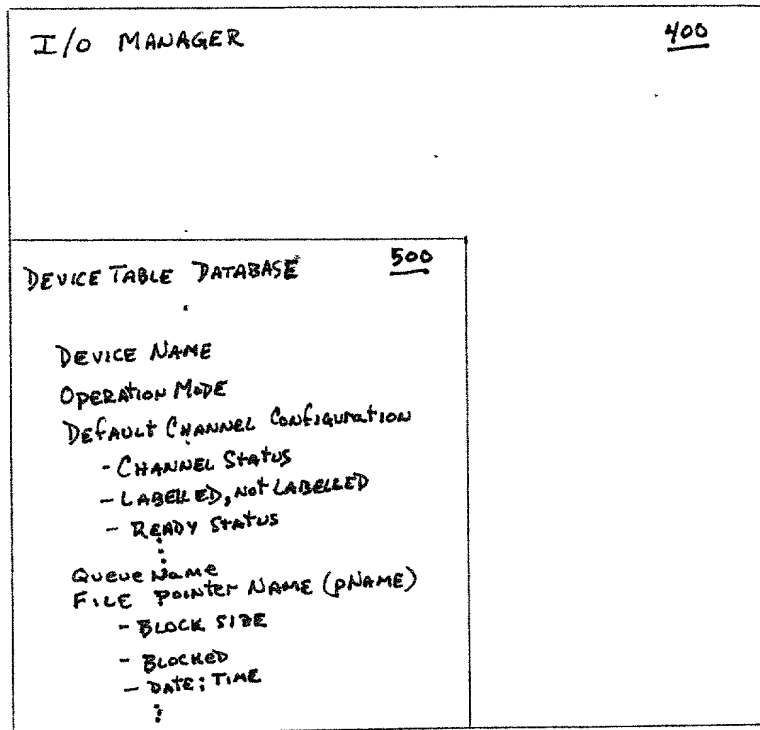 I/O MANAGER 400
DEVICE TABLE DATABASE 500
DEVICE NAME
OPERATION MODE
DEFAULT CHANNEL CONFIGURATION
- CHANNEL STATUS
- LABELLED, NOT LABELLED
- READY STATUS
⋮
QUEUE NAME
FILE POINTER NAME (PNAME)
- BLOCK SIZE
- BLOCKED
- DATE; TIME
⋮